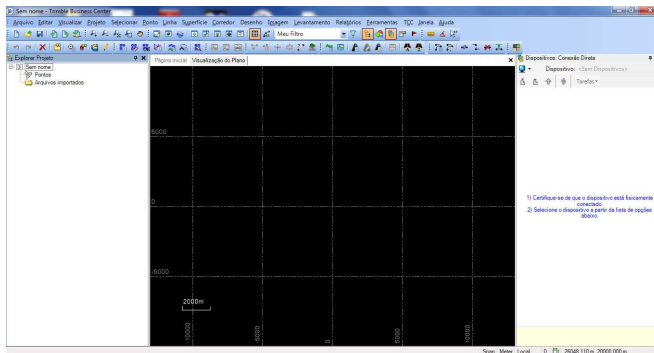 Sem nome - Trimble Business Center
Arquivo Editar Visualizar Projeto Selecionar Ponto Linha Superfície Corredor Desenho Imagem Levantamento Relatórios Ferramentas TCC Janela Ajuda
Meu Filtro
Explorar Projeto
Sem nome
Pontos
Arquivos importados
Página inicial Visualização do Plano
5000
0
-5000
2000m
-10000 -5000 0 5000 10000
Dispositivos: Conexão Direta
Dispositivo: <Sem Dispositivos>
Tarefas
1) Certifique-se de que o dispositivo está fisicamente
conectado.
2) Selecione o dispositivo a partir de lista de opções
abaixo.
Snap Meter Local 0 26048,110 m, 20000,000 m